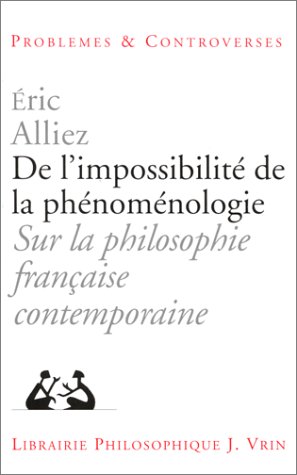 PROBLEMES & CONTROVERSES
Éric
Alliez
De l'impossibilité de
la phénoménologie
Sur la philosophie
française
contemporaine
LIBRAIRIE PHILOSOPHIQUE J. VRIN